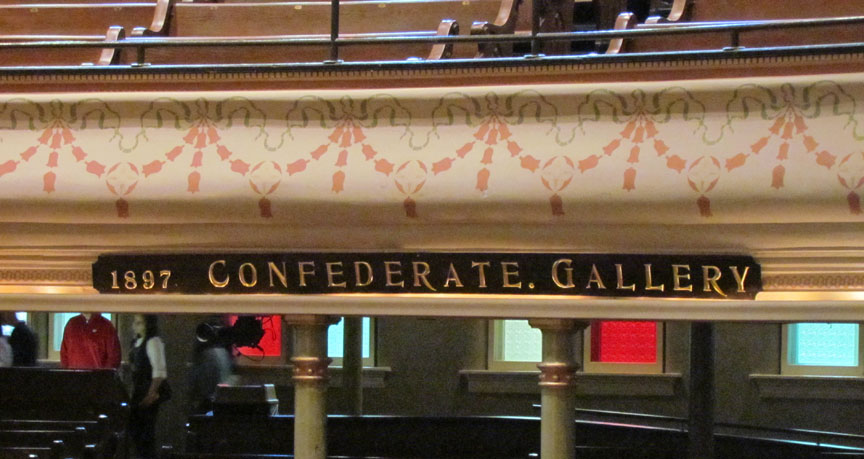 1897. CONFEDERATE. GALLERY